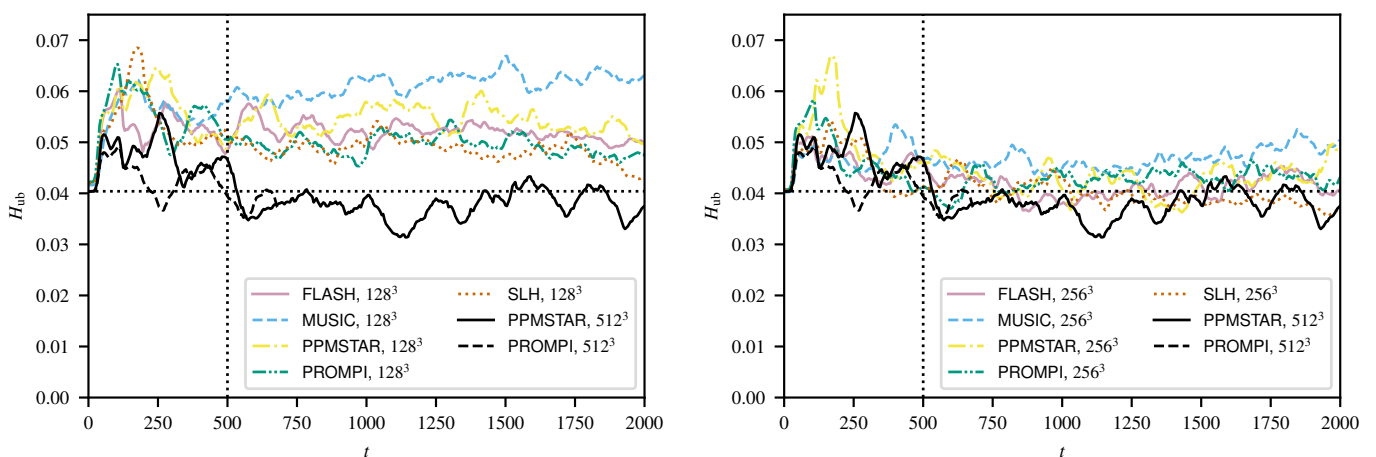 0.07
0.06
0.05
0.04
0.03
0.02
0.01
0.00
H_ub
0 250 500 750 1000 1250 1500 1750 2000
t
FLASH, 128³
MUSIC, 128³
PPMSTAR, 128³
PROMPI, 128³
SLH, 128³
PPMSTAR, 512³
PROMPI, 512³
0.07
0.06
0.05
0.04
0.03
0.02
0.01
0.00
H_ub
0 250 500 750 1000 1250 1500 1750 2000
t
FLASH, 256³
MUSIC, 256³
PPMSTAR, 256³
PROMPI, 256³
SLH, 256³
PPMSTAR, 512³
PROMPI, 512³